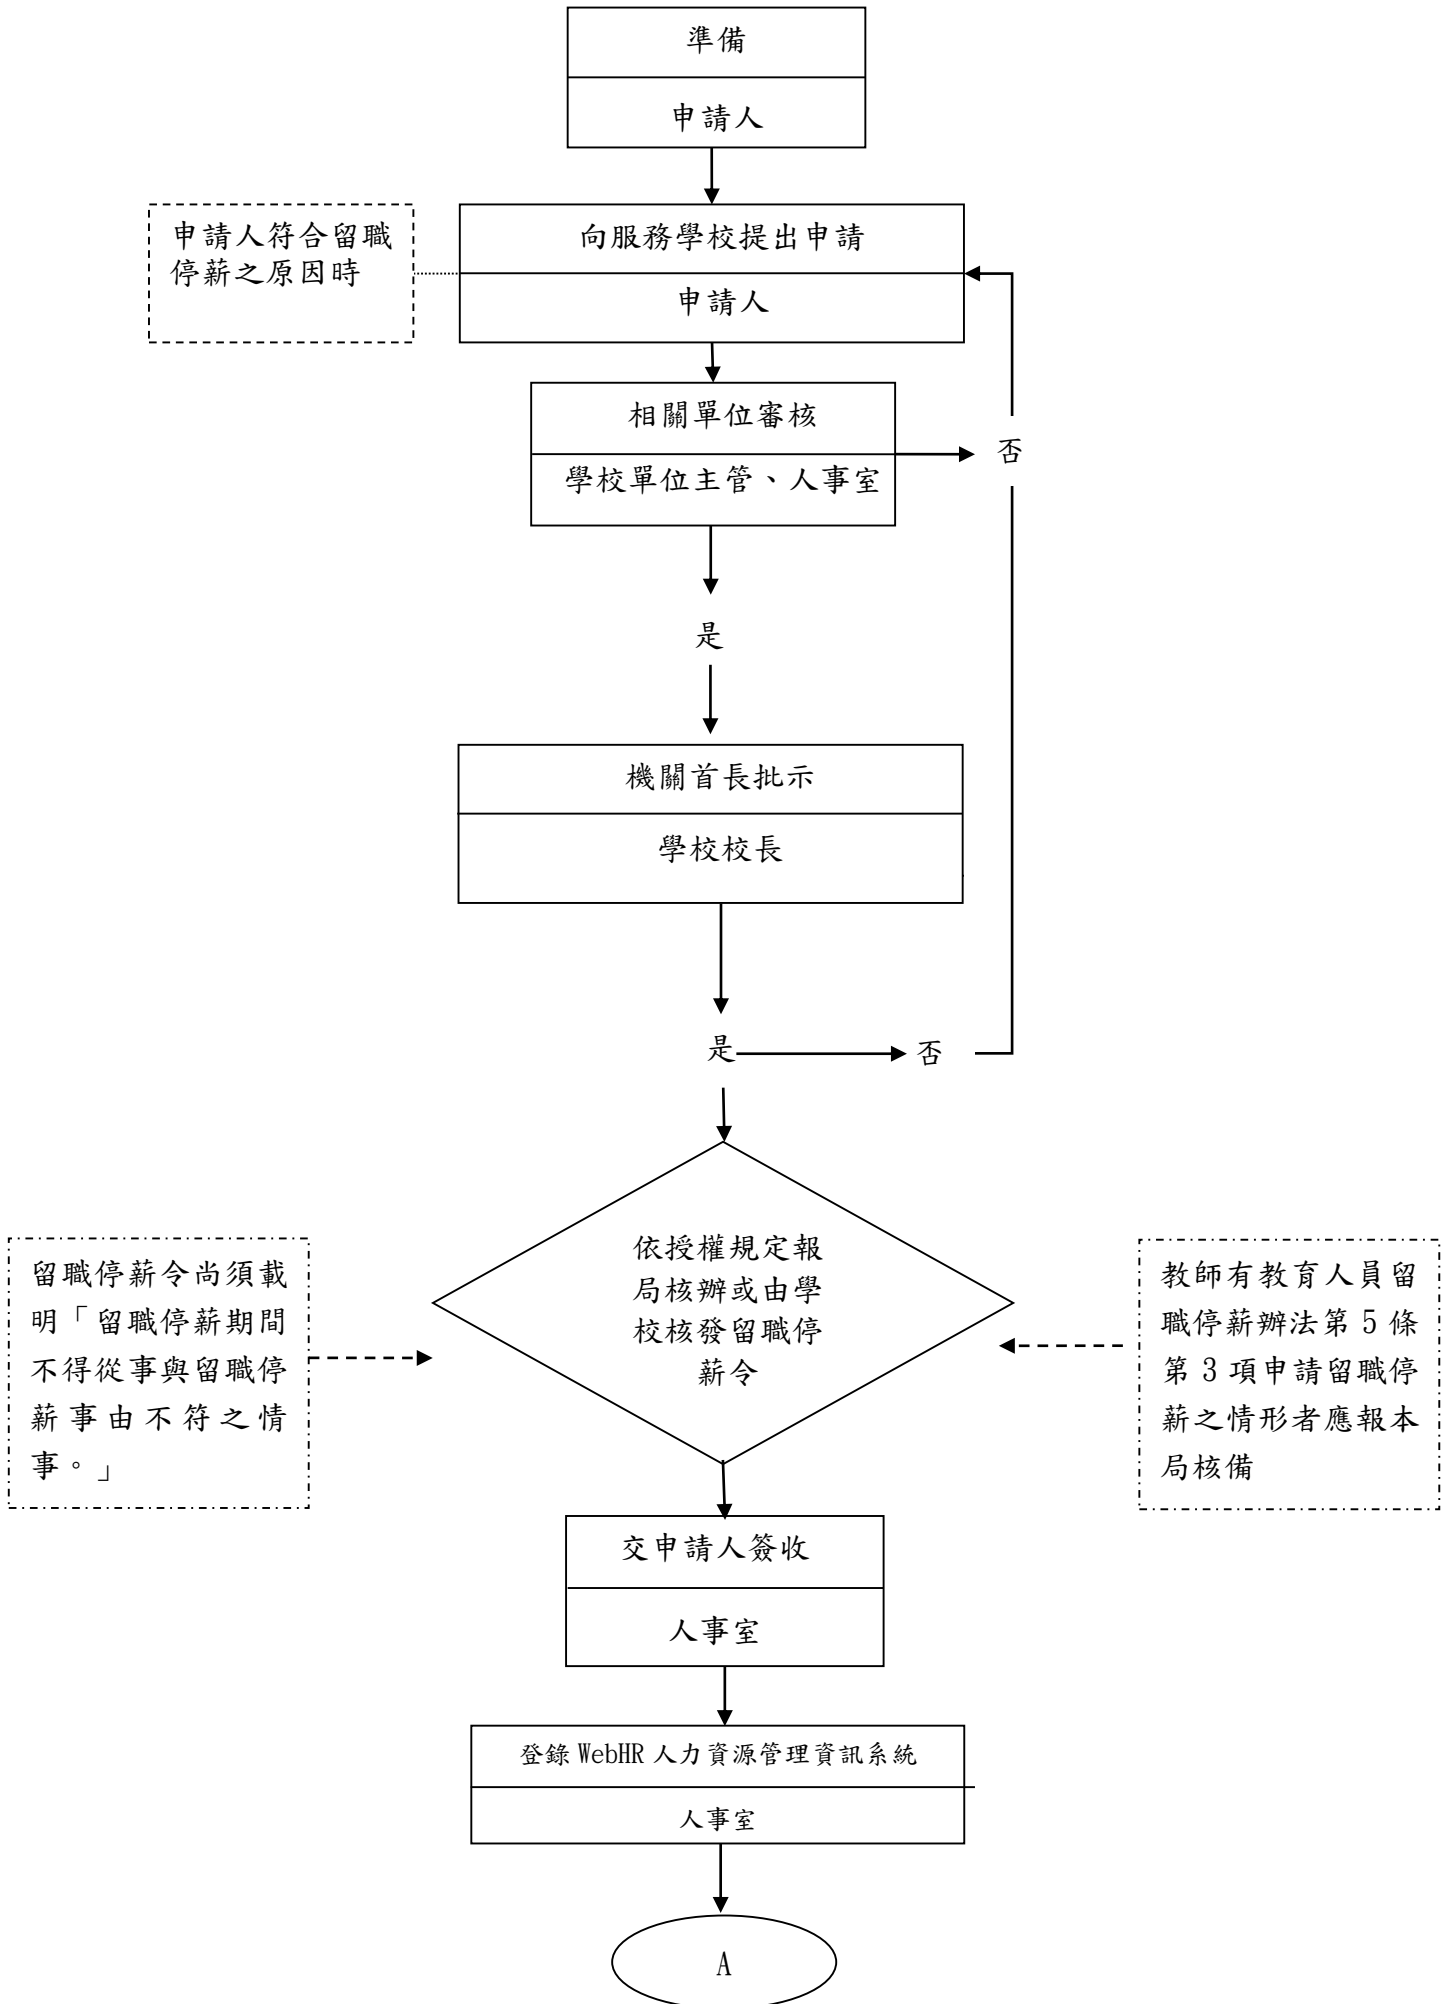 準備
申請人
申請人符合留職
停薪之原因時
向服務學校提出申請
申請人
相關單位審核
學校單位主管、人事室
否
是
機關首長批示
學校校長
是
否
依授權規定報
局核辦或由學
校核發留職停
薪令
留職停薪令尚須載
明「留職停薪期間
不得從事與留職停
薪事由不符之情
事。」
教師有教育人員留
職停薪辦法第 5 條
第 3 項申請留職停
薪之情形者應報本
局核備
交申請人簽收
人事室
登錄 WebHR 人力資源管理資訊系統
人事室
A